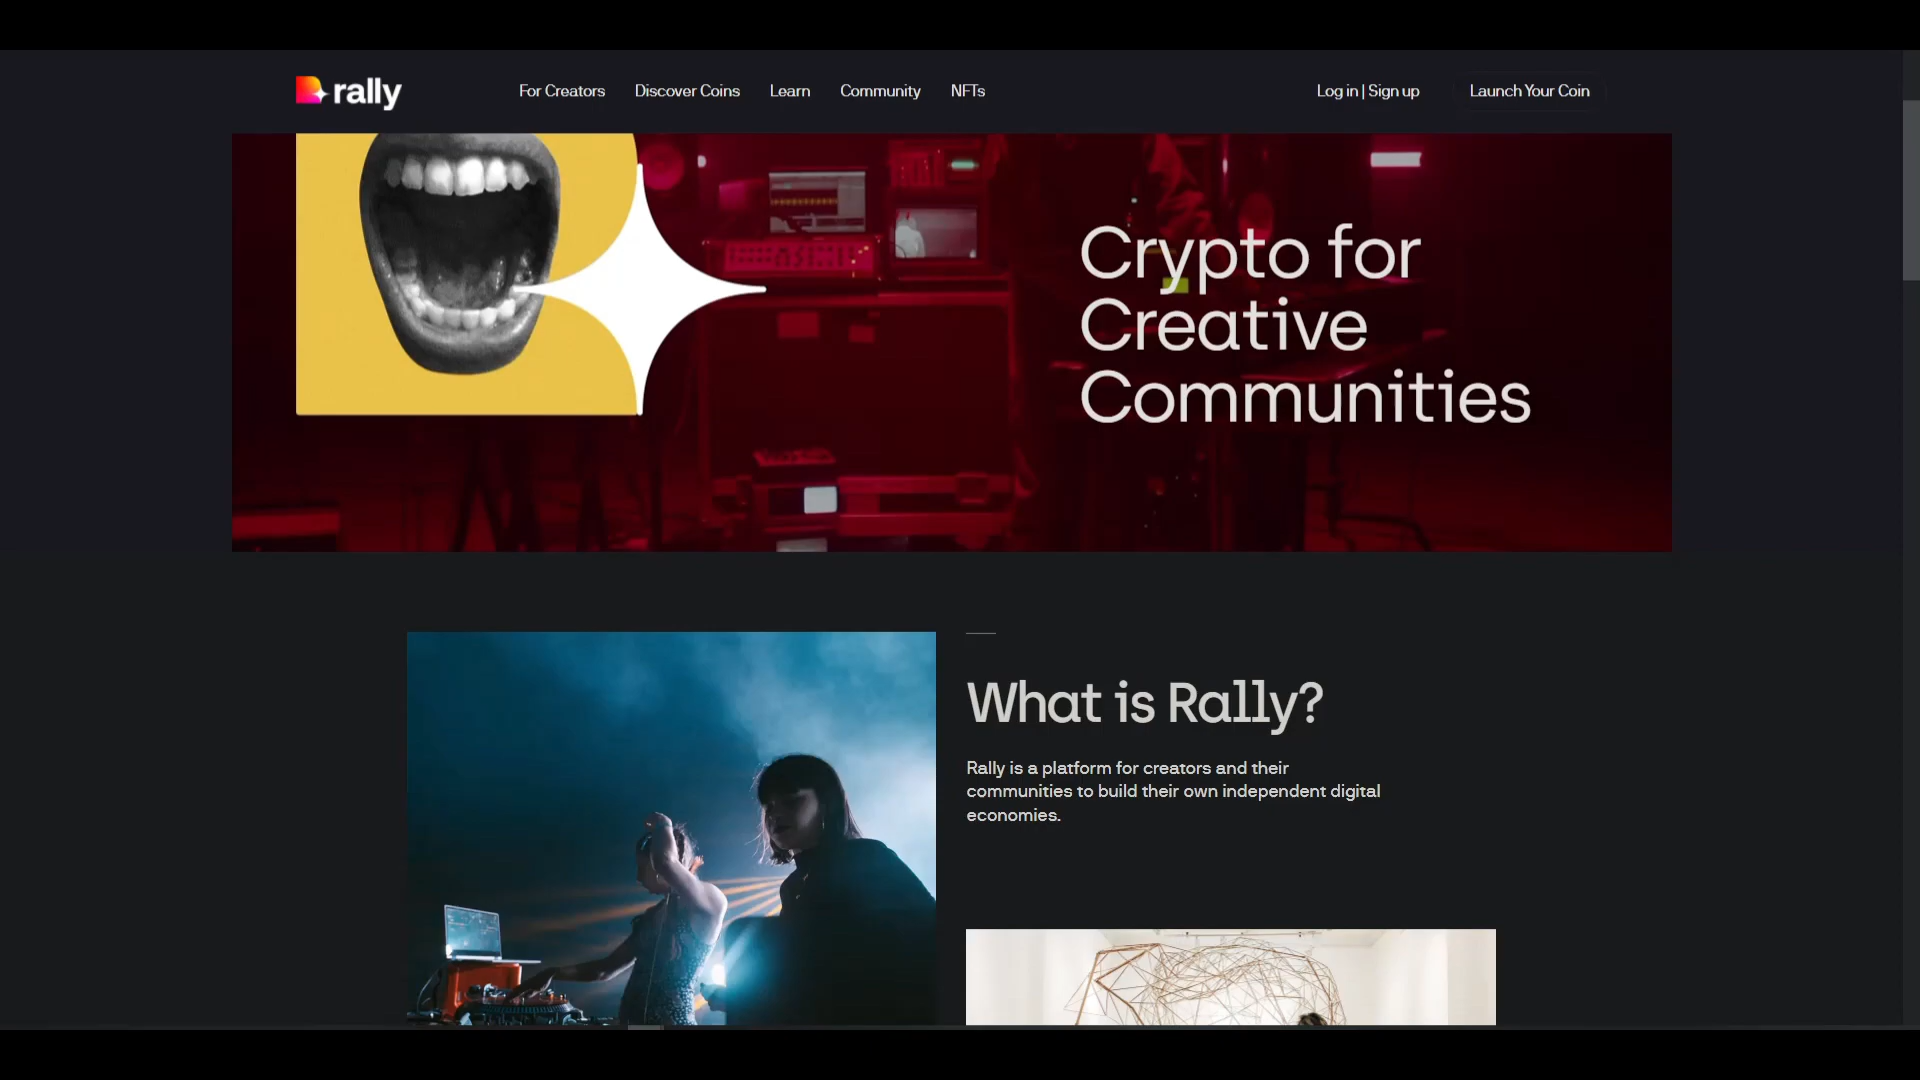 rally
For Creators
Discover Coins
Learn
Community
NFTs
Log in | Sign up
Launch Your Coin
Crypto for
Creative
Communities
What is Rally?
Rally is a platform for creators and their
communities to build their own independent digital
economies.